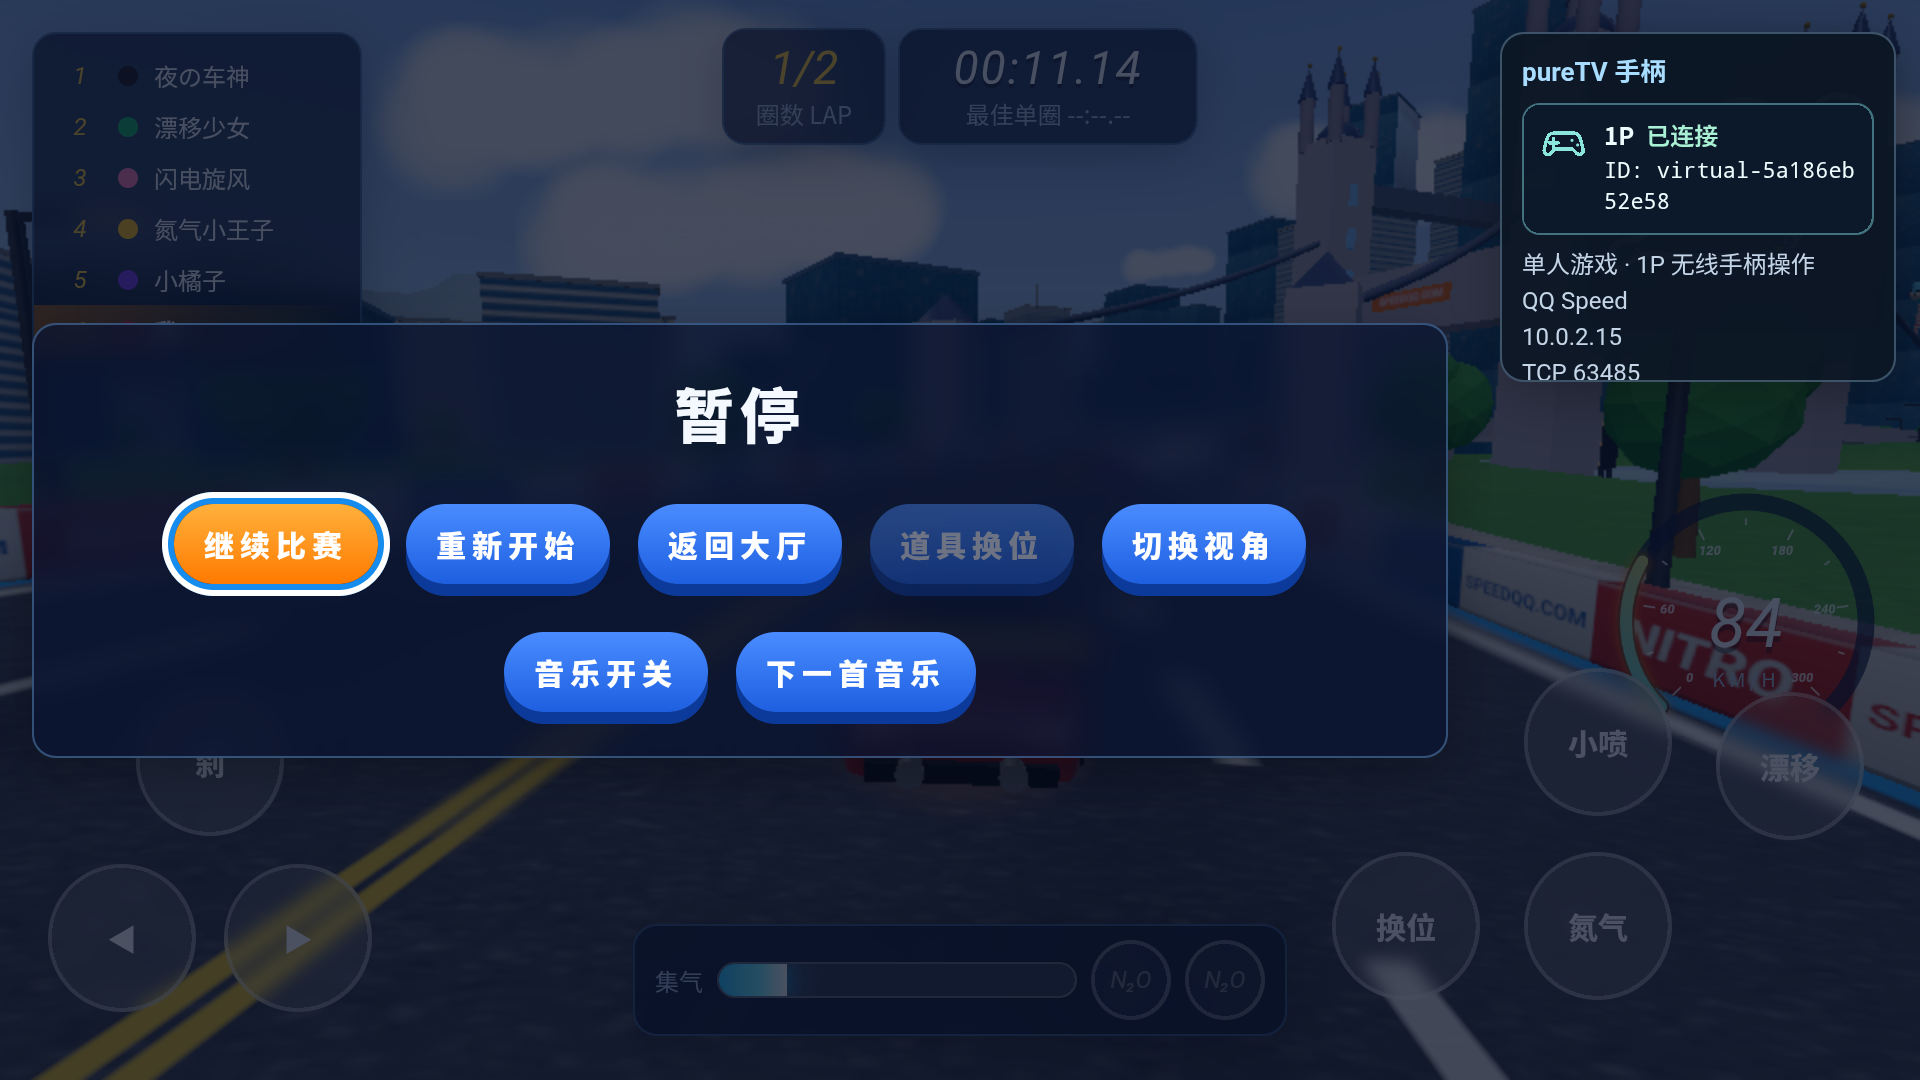 1 夜の车神
2 漂移少女
3 闪电旋风
4 氮气小王子
5 小橘子
1/2
圈数 LAP
00:11.14
最佳单圈 --:--.--
pureTV 手柄
1P 已连接
ID: virtual-5a186eb
52e58
单人游戏 · 1P 无线手柄操作
QQ Speed
10.0.2.15
TCP 63485
SPEEDQQ.COM
暂停
继续比赛
重新开始
返回大厅
道具换位
切换视角
音乐开关
下一首音乐
120
180
60
240
84
0
KM/H
300
SPEEDQQ.COM
NITRO
SP
刹
小喷
漂移
◀
▶
换位
氮气
集气
N₂O
N₂O